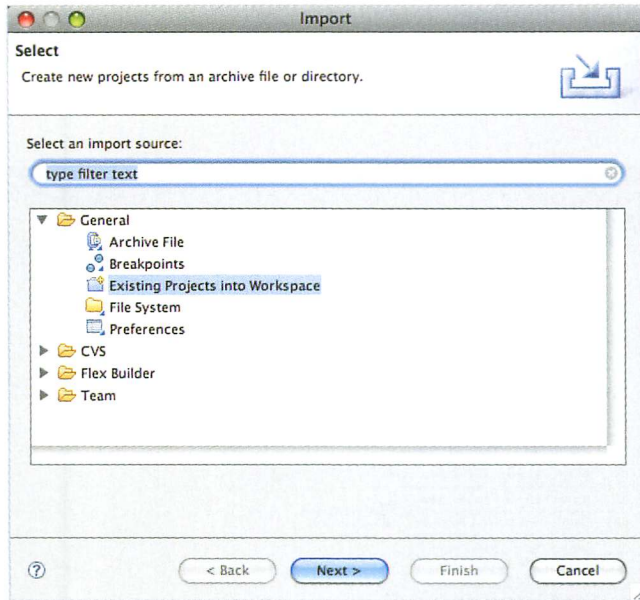 Import
Select
Create new projects from an archive file or directory.
Select an import source:
type filter text
General
Archive File
Breakpoints
Existing Projects into Workspace
File System
Preferences
CVS
Flex Builder
Team
?
< Back
Next >
Finish
Cancel